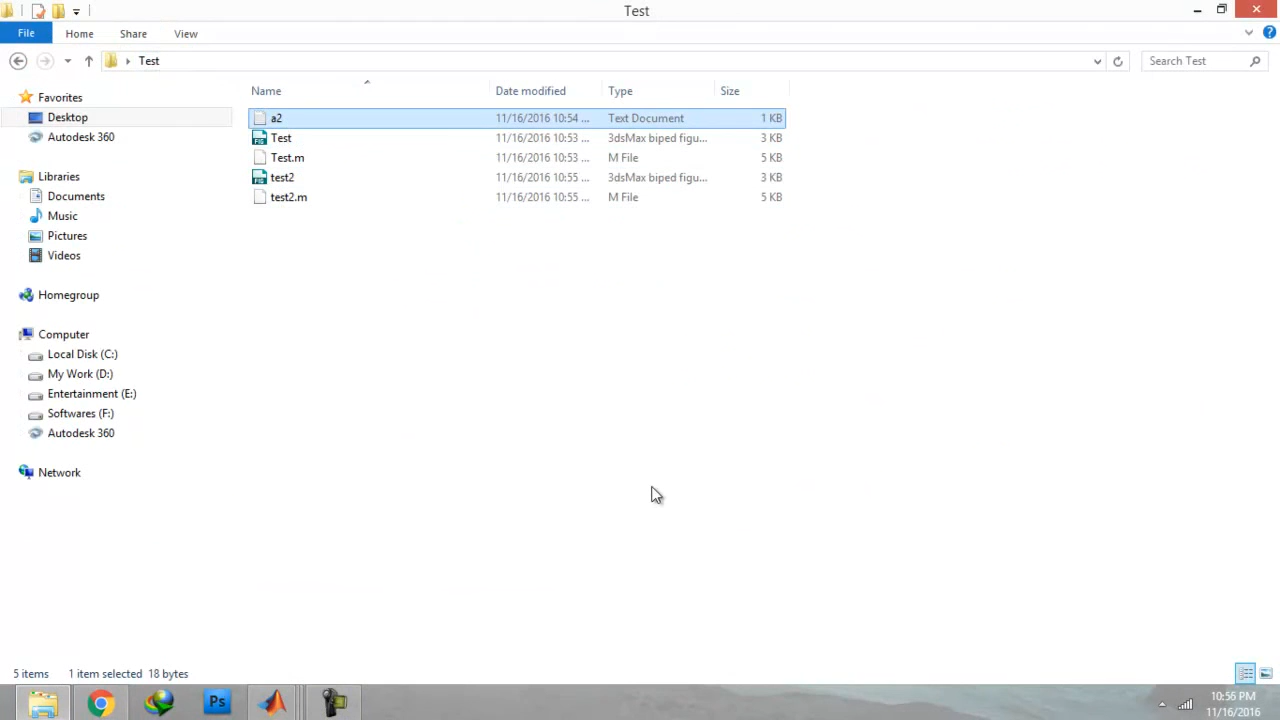 Test
File Home Share View
Test
Search Test
Name Date modified Type Size
Favorites
Desktop
Autodesk 360
Libraries
Documents
Music
Pictures
Videos
Homegroup
Computer
Local Disk (C:)
My Work (D:)
Entertainment (E:)
Softwares (F:)
Autodesk 360
Network
a2 11/16/2016 10:54 ... Text Document 1 KB
Test 11/16/2016 10:53 ... 3dsMax biped figu... 3 KB
Test.m 11/16/2016 10:53 ... M File 5 KB
test2 11/16/2016 10:55 ... 3dsMax biped figu... 3 KB
test2.m 11/16/2016 10:55 ... M File 5 KB
5 items 1 item selected 18 bytes
FIG
FIG
Ps
10:56 PM
11/16/2016